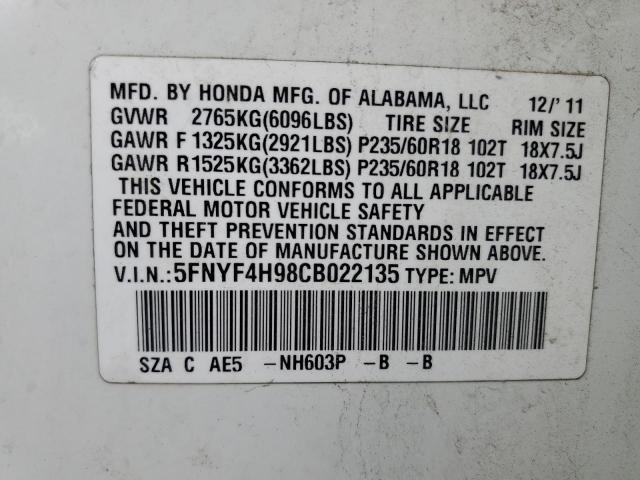 MFD. BY HONDA MFG. OF ALABAMA, LLC 12/'11
GVWR 2765KG(6096LBS) TIRE SIZE RIM SIZE
GAWR F 1325KG(2921LBS) P235/60R18 102T 18X7.5J
GAWR R 1525KG(3362LBS) P235/60R18 102T 18X7.5J
THIS VEHICLE CONFORMS TO ALL APPLICABLE
FEDERAL MOTOR VEHICLE SAFETY
AND THEFT PREVENTION STANDARDS IN EFFECT
ON THE DATE OF MANUFACTURE SHOWN ABOVE.
V.I.N.:5FNYF4H98CB022135 TYPE: MPV
SZA C AE5 -NH603P -B -B